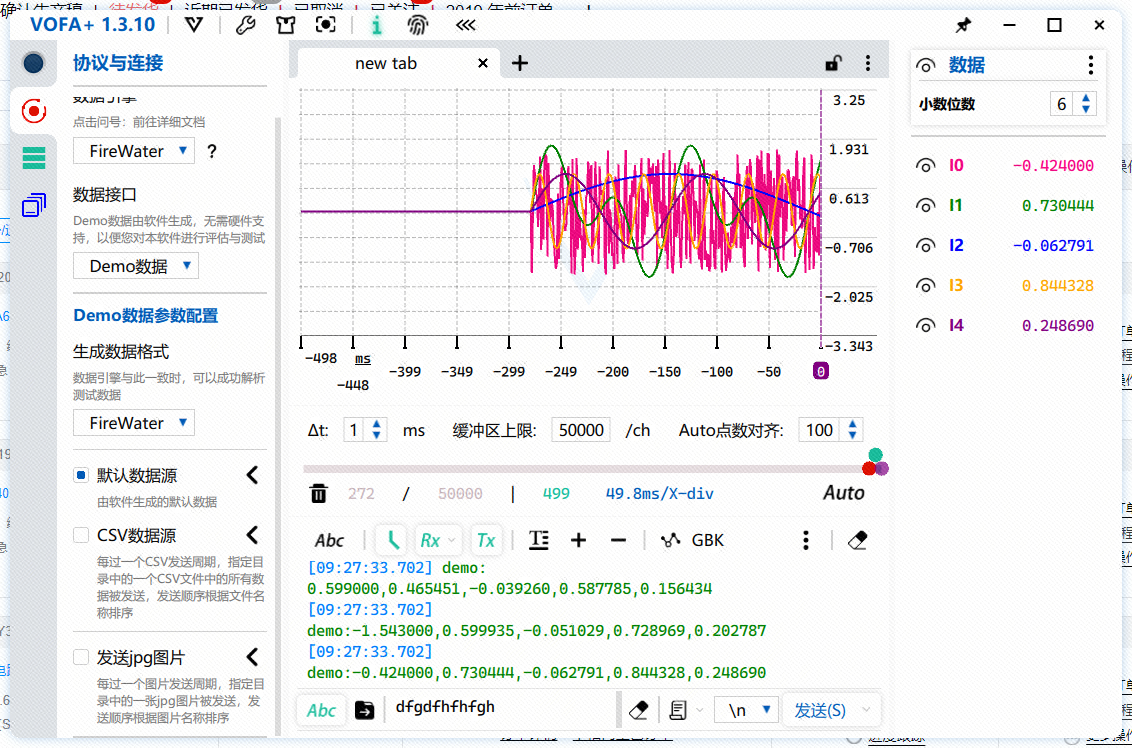 VOFA+ 1.3.10
协议与连接
数据引擎
点击问号：前往详细文档
FireWater ?
数据接口
Demo数据由软件生成，无需硬件支
持，以便您对本软件进行评估与测试
Demo数据
Demo数据参数配置
生成数据格式
数据引擎与此一致时，可以成功解析
测试数据
FireWater
默认数据源
由软件生成的默认数据
CSV数据源
每过一个CSV发送周期，指定目
录中的一个CSV文件中的所有数
据被发送，发送顺序根据文件名
称排序
发送jpg图片
每过一个图片发送周期，指定目
录中的一张jpg图片被发送，发
送顺序根据图片名称排序
new tab
3.25
1.931
0.613
-0.706
-2.025
-3.343
-498 ms -448 -399 -349 -299 -249 -200 -150 -100 -50 0
Δt: 1 ms 缓冲区上限: 50000 /ch Auto点数对齐: 100
272 / 50000 | 499 49.8ms/X-div Auto
Abc Rx Tx GBK
[09:27:33.702] demo:
0.599000,0.465451,-0.039260,0.587785,0.156434
[09:27:33.702]
demo:-1.543000,0.599935,-0.051029,0.728969,0.202787
[09:27:33.702]
demo:-0.424000,0.730444,-0.062791,0.844328,0.248690
Abc dfgdfhfhfgh \n 发送(S)
数据
小数位数 6
I0 -0.424000
I1 0.730444
I2 -0.062791
I3 0.844328
I4 0.248690